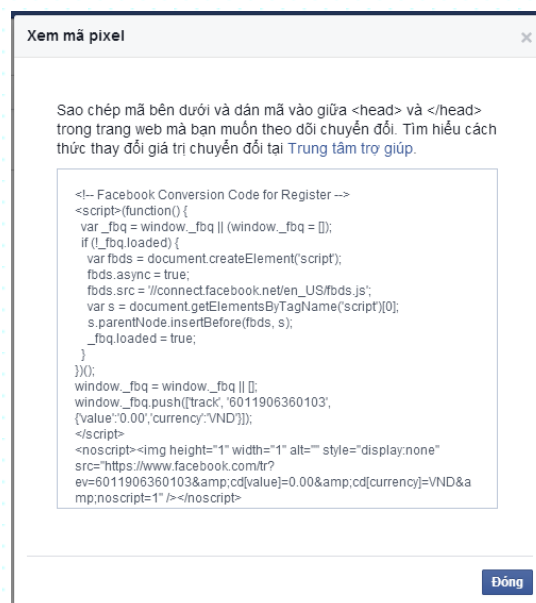 Xem mã pixel
×
Sao chép mã bên dưới và dán mã vào giữa <head> và </head>
trong trang web mà bạn muốn theo dõi chuyển đổi. Tìm hiểu cách
thức thay đổi giá trị chuyển đổi tại Trung tâm trợ giúp.
<!-- Facebook Conversion Code for Register -->
<script>(function() {
var _fbq = window._fbq || (window._fbq = []);
if (!_fbq.loaded) {
var fbds = document.createElement('script');
fbds.async = true;
fbds.src = '//connect.facebook.net/en_US/fbds.js';
var s = document.getElementsByTagName('script')[0];
s.parentNode.insertBefore(fbds, s);
_fbq.loaded = true;
}
})();
window._fbq = window._fbq || [];
window._fbq.push(['track', '6011906360103',
{'value':'0.00','currency':'VND'}]);
</script>
<noscript><img height="1" width="1" alt="" style="display:none"
src="https://www.facebook.com/tr?
ev=6011906360103&amp;cd[value]=0.00&amp;cd[currency]=VND&a
mp;noscript=1" /></noscript>
Đóng